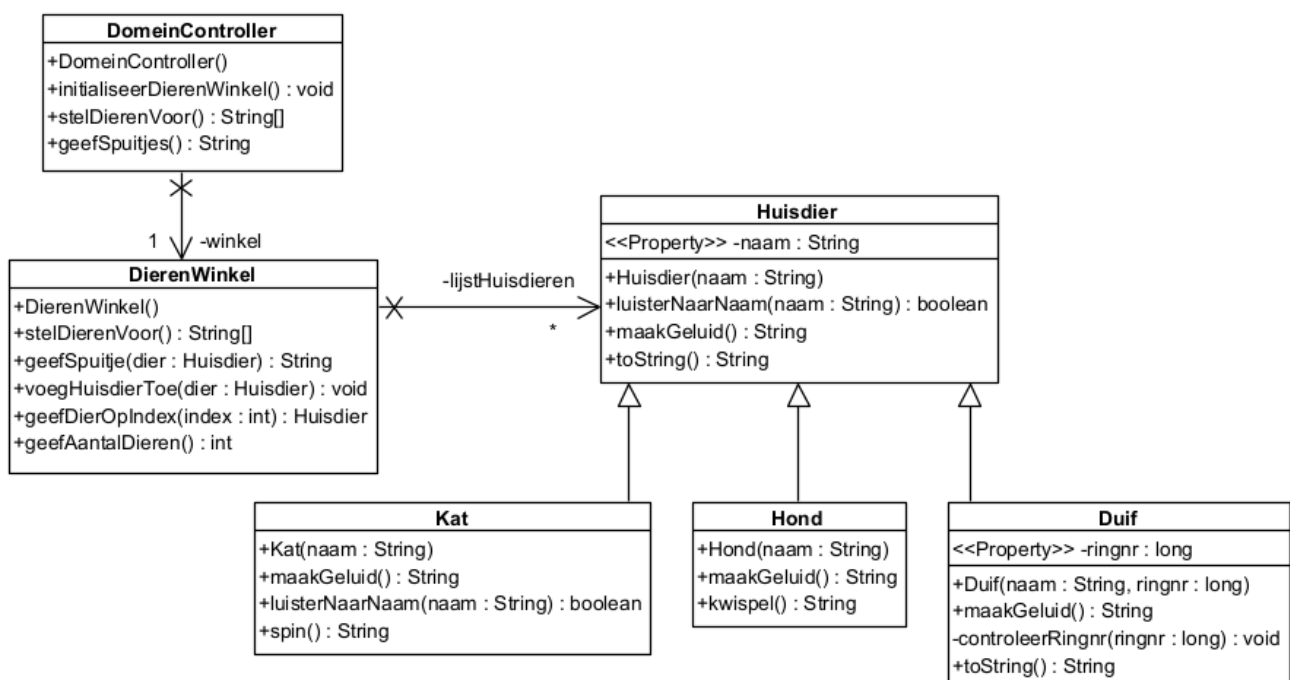 DomeinController
+DomeinController()
+initialiseerDierenWinkel() : void
+stelDierenVoor() : String[]
+geefSpuitjes() : String
1
-winkel
DierenWinkel
+DierenWinkel()
+stelDierenVoor() : String[]
+geefSpuitje(dier : Huisdier) : String
+voegHuisdierToe(dier : Huisdier) : void
+geefDierOpIndex(index : int) : Huisdier
+geefAantalDieren() : int
-lijstHuisdieren
*
Huisdier
<<Property>> -naam : String
+Huisdier(naam : String)
+luisterNaarNaam(naam : String) : boolean
+maakGeluid() : String
+toString() : String
Kat
+Kat(naam : String)
+maakGeluid() : String
+luisterNaarNaam(naam : String) : boolean
+spin() : String
Hond
+Hond(naam : String)
+maakGeluid() : String
+kwispel() : String
Duif
<<Property>> -ringnr : long
+Duif(naam : String, ringnr : long)
+maakGeluid() : String
-controleerRingnr(ringnr : long) : void
+toString() : String